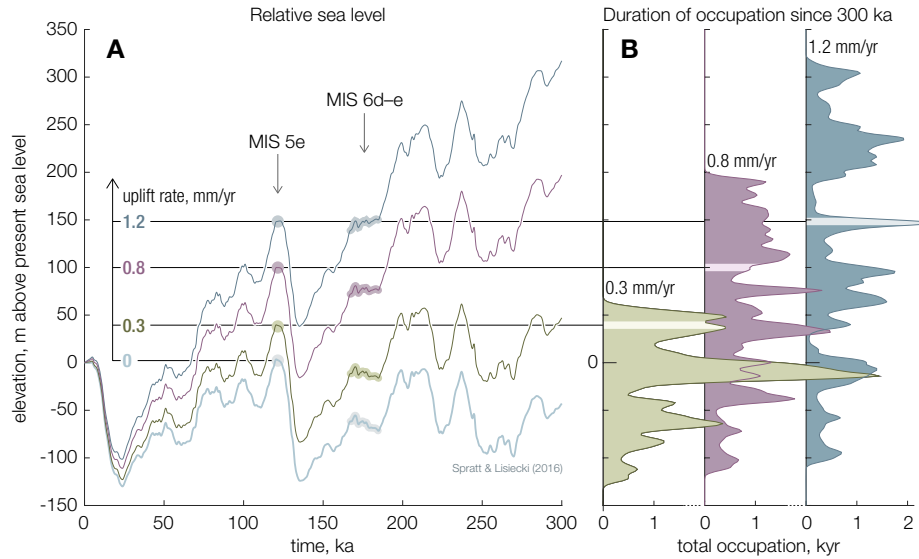 Relative sea level
Duration of occupation since 300 ka
A
B
350
300
250
200
150
100
50
0
-50
-100
-150
elevation, m above present sea level
MIS 6d–e
MIS 5e
uplift rate, mm/yr
1.2
0.8
0.3
0
Spratt & Lisiecki (2016)
0 50 100 150 200 250 300
time, ka
1.2 mm/yr
0.8 mm/yr
0.3 mm/yr
0
0 1 0 1 0 1 2
total occupation, kyr